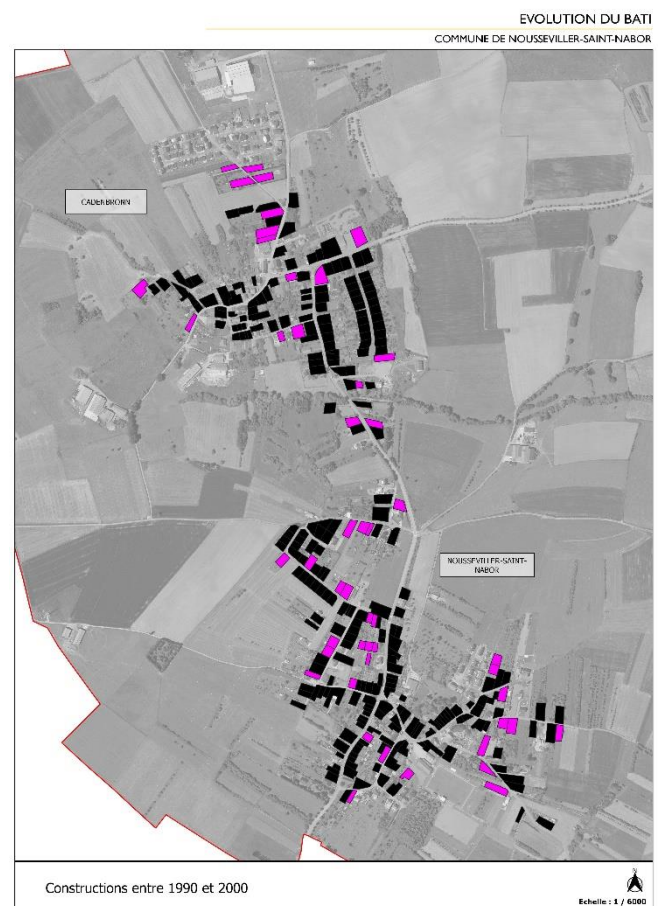 EVOLUTION DU BATI
COMMUNE DE NOUSSEVILLER-SAINT-NABOR
CADENBRONN
NOUSSEVILLER-SAINT-
NABOR
Constructions entre 1990 et 2000
N
Echelle : 1 / 6000